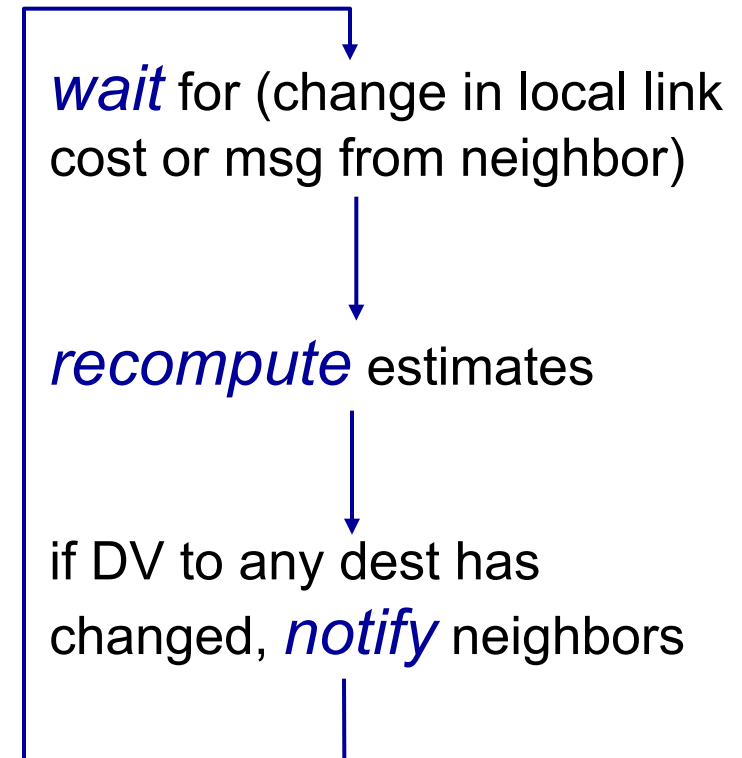 wait for (change in local link
cost or msg from neighbor)
recompute estimates
if DV to any dest has
changed, notify neighbors